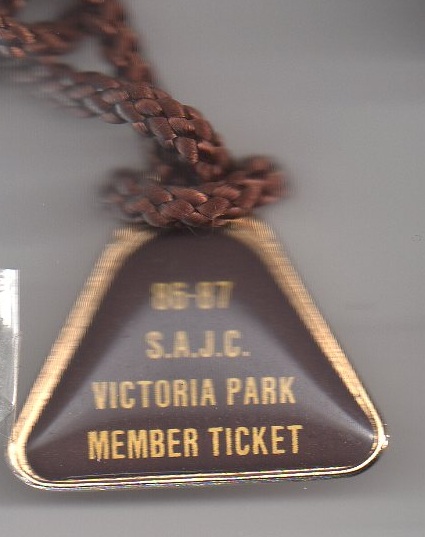 86-87
S.A.J.C.
VICTORIA PARK
MEMBER TICKET